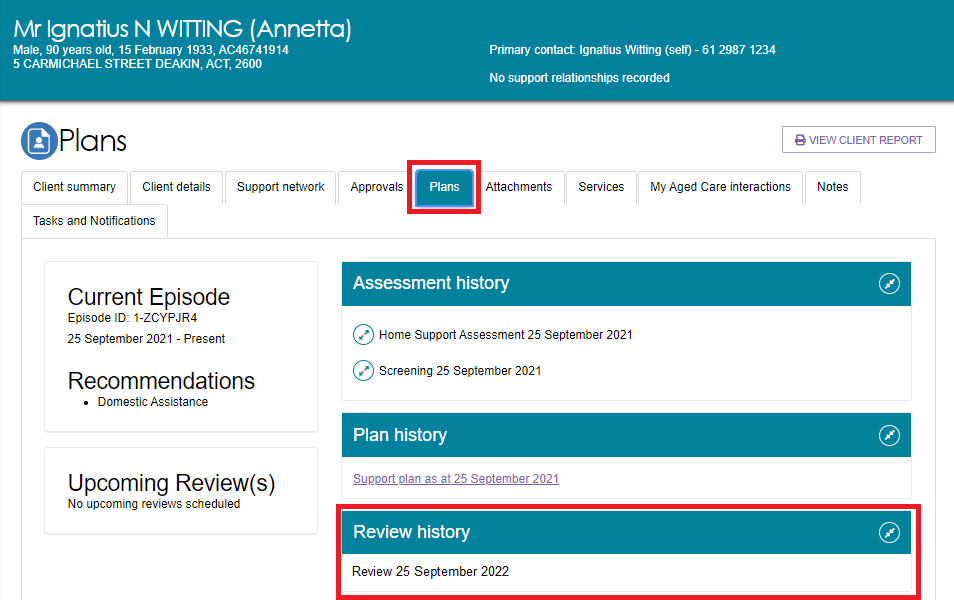 Mr Ignatius N WITTING (Annetta)
Male, 90 years old, 15 February 1933, AC46741914
5 CARMICHAEL STREET DEAKIN, ACT, 2600
Primary contact: Ignatius Witting (self) - 61 2987 1234
No support relationships recorded
Plans
VIEW CLIENT REPORT
Client summary
Client details
Support network
Approvals
Plans
Attachments
Services
My Aged Care interactions
Notes
Tasks and Notifications
Current Episode
Episode ID: 1-ZCYPJR4
25 September 2021 - Present
Recommendations
• Domestic Assistance
Upcoming Review(s)
No upcoming reviews scheduled
Assessment history
Home Support Assessment 25 September 2021
Screening 25 September 2021
Plan history
Support plan as at 25 September 2021
Review history
Review 25 September 2022